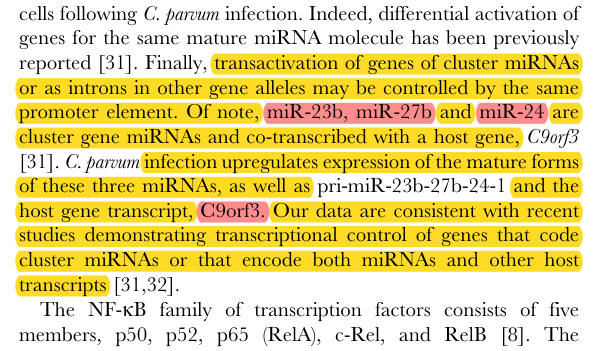 cells following C. parvum infection. Indeed, differential activation of
genes for the same mature miRNA molecule has been previously
reported [31]. Finally, transactivation of genes of cluster miRNAs
or as introns in other gene alleles may be controlled by the same
promoter element. Of note, miR-23b, miR-27b and miR-24 are
cluster gene miRNAs and co-transcribed with a host gene, C9orf3
[31]. C. parvum infection upregulates expression of the mature forms
of these three miRNAs, as well as pri-miR-23b-27b-24-1 and the
host gene transcript, C9orf3. Our data are consistent with recent
studies demonstrating transcriptional control of genes that code
cluster miRNAs or that encode both miRNAs and other host
transcripts [31,32].
The NF-κB family of transcription factors consists of five
members, p50, p52, p65 (RelA), c-Rel, and RelB [8]. The